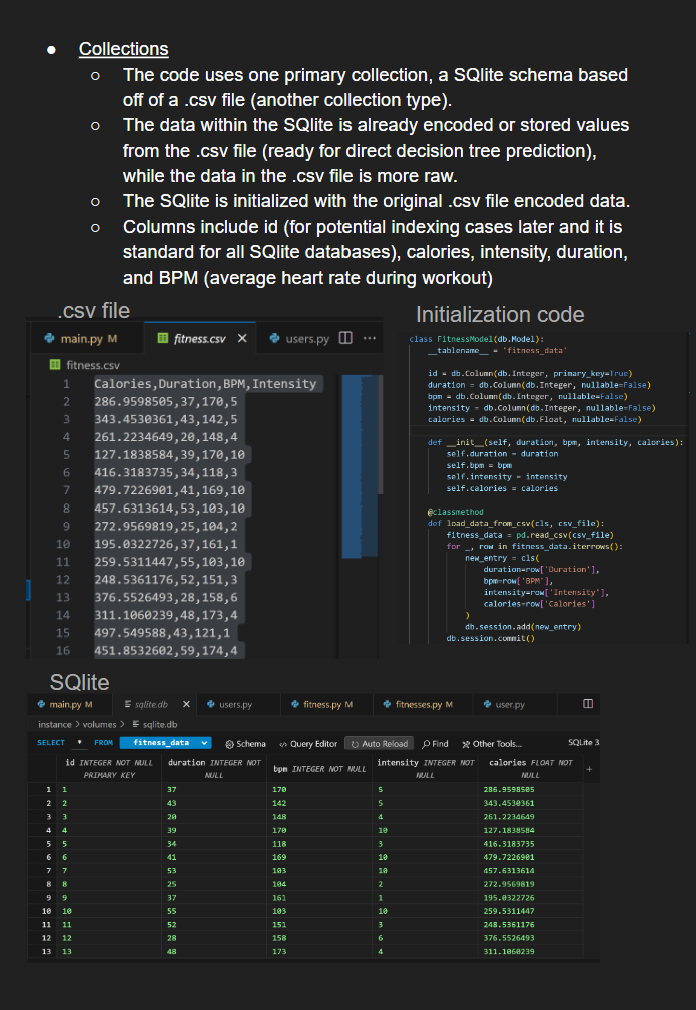 Collections
The code uses one primary collection, a SQlite schema based
off of a .csv file (another collection type).
The data within the SQlite is already encoded or stored values
from the .csv file (ready for direct decision tree prediction),
while the data in the .csv file is more raw.
The SQlite is initialized with the original .csv file encoded data.
Columns include id (for potential indexing cases later and it is
standard for all SQlite databases), calories, intensity, duration,
and BPM (average heart rate during workout)
.csv file
main.py M fitness.csv X users.py ...
fitness.csv
1 Calories,Duration,BPM,Intensity
2 286.9598505,37,170,5
3 343.4530361,43,142,5
4 261.2234649,20,148,4
5 127.1838584,39,170,10
6 416.3183735,34,118,3
7 479.7226901,41,169,10
8 457.6313614,53,103,10
9 272.9569819,25,104,2
10 195.0322726,37,161,1
11 259.5311447,55,103,10
12 248.5361176,52,151,3
13 376.5526493,28,158,6
14 311.1060239,48,173,4
15 497.549588,43,121,1
16 451.8532602,59,174,4
Initialization code
class FitnessModel(db.Model):
__tablename__ = 'fitness_data'
id = db.Column(db.Integer, primary_key=True)
duration = db.Column(db.Integer, nullable=False)
bpm = db.Column(db.Integer, nullable=False)
intensity = db.Column(db.Integer, nullable=False)
calories = db.Column(db.Float, nullable=False)
def __init__(self, duration, bpm, intensity, calories):
self.duration = duration
self.bpm = bpm
self.intensity = intensity
self.calories = calories
@classmethod
def load_data_from_csv(cls, csv_file):
fitness_data = pd.read_csv(csv_file)
for _, row in fitness_data.iterrows():
new_entry = cls(
duration=row['Duration'],
bpm=row['BPM'],
intensity=row['Intensity'],
calories=row['Calories']
)
db.session.add(new_entry)
db.session.commit()
SQlite
main.py M sqlite.db X users.py fitness.py M fitnesses.py M user.py
instance > volumes > sqlite.db
SELECT * FROM fitness_data Schema Query Editor Auto Reload Find Other Tools... SQLite 3.
id INTEGER NOT NULL duration INTEGER NOT bpm INTEGER NOT NULL intensity INTEGER NOT calories FLOAT NOT +
PRIMARY KEY NULL NULL NULL
1 1 37 170 5 286.9598505
2 2 43 142 5 343.4530361
3 3 20 148 4 261.2234649
4 4 39 170 10 127.1838584
5 5 34 118 3 416.3183735
6 6 41 169 10 479.7226901
7 7 53 103 10 457.6313614
8 8 25 104 2 272.9569819
9 9 37 161 1 195.0322726
10 10 55 103 10 259.5311447
11 11 52 151 3 248.5361176
12 12 28 158 6 376.5526493
13 13 48 173 4 311.1060239